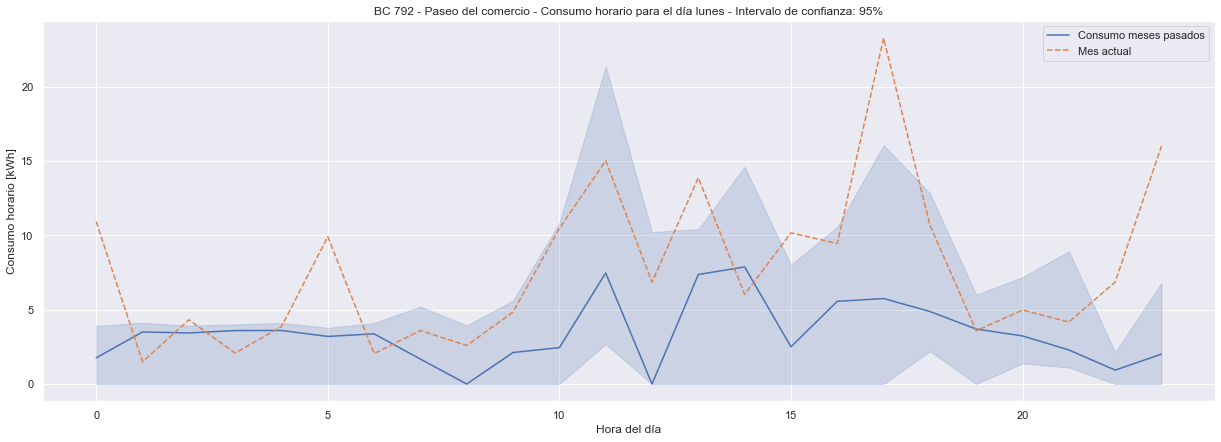 BC 792 - Paseo del comercio - Consumo horario para el día lunes - Intervalo de confianza: 95%
Consumo meses pasados
Mes actual
Consumo horario [kWh]
20
15
10
5
0
0 5 10 15 20
Hora del día